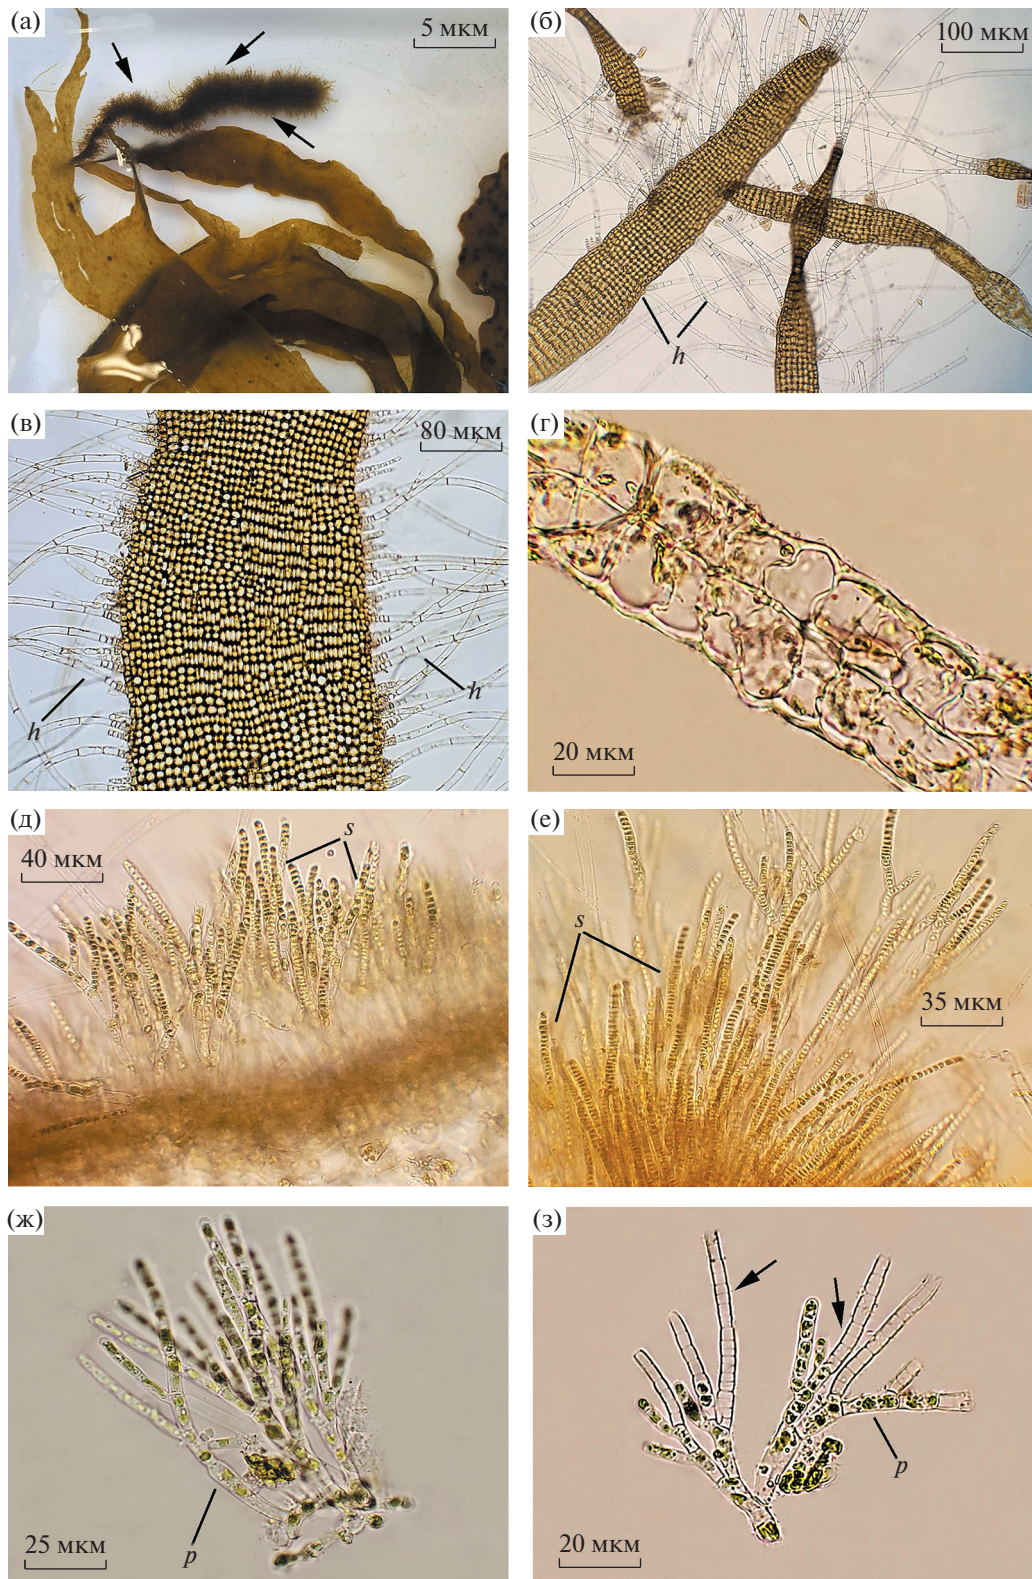 (а)
5 мкм
(б)
100 мкм
h
(в)
80 мкм
h
h
(г)
20 мкм
(д)
40 мкм
s
(е)
s
35 мкм
(ж)
p
25 мкм
(з)
p
20 мкм